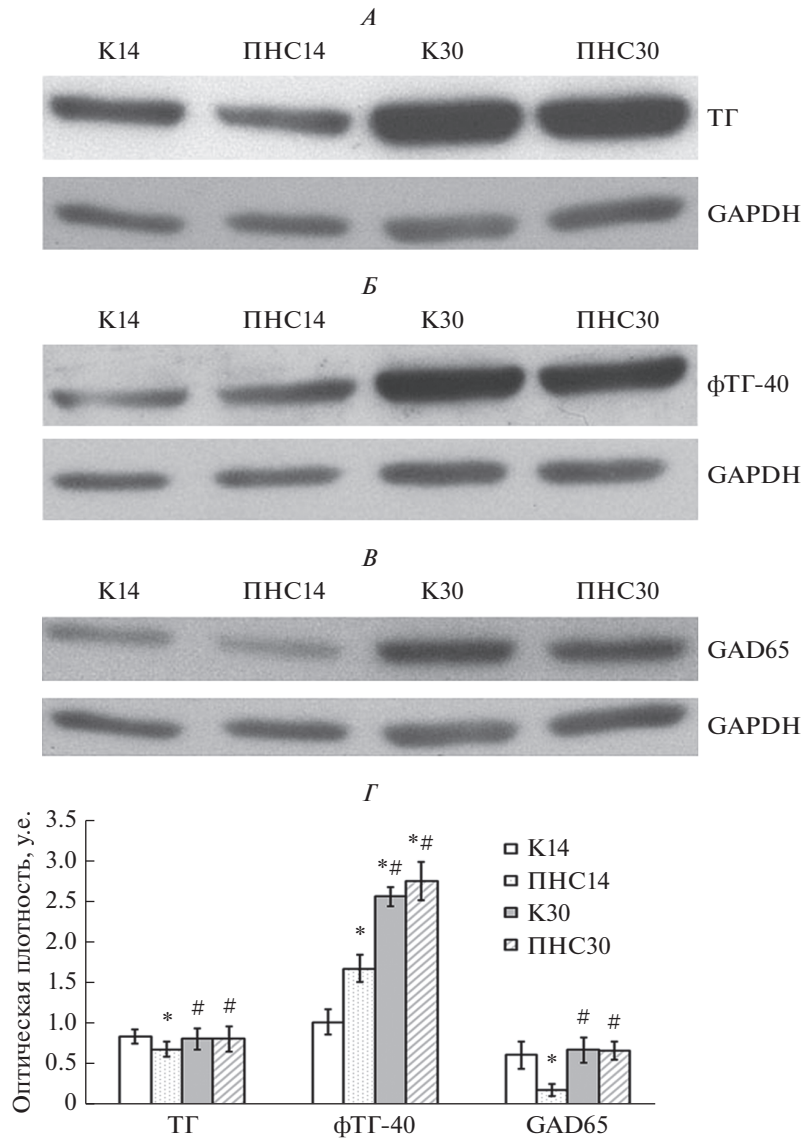 А
К14 ПНС14 К30 ПНС30
ТГ
GAPDH
Б
К14 ПНС14 К30 ПНС30
фТГ-40
GAPDH
В
К14 ПНС14 К30 ПНС30
GAD65
GAPDH
Г
Оптическая плотность, у.е.
3.5
3.0
2.5
2.0
1.5
1.0
0.5
0
* # #
* *# *#
* # #
К14
ПНС14
К30
ПНС30
ТГ фТГ-40 GAD65